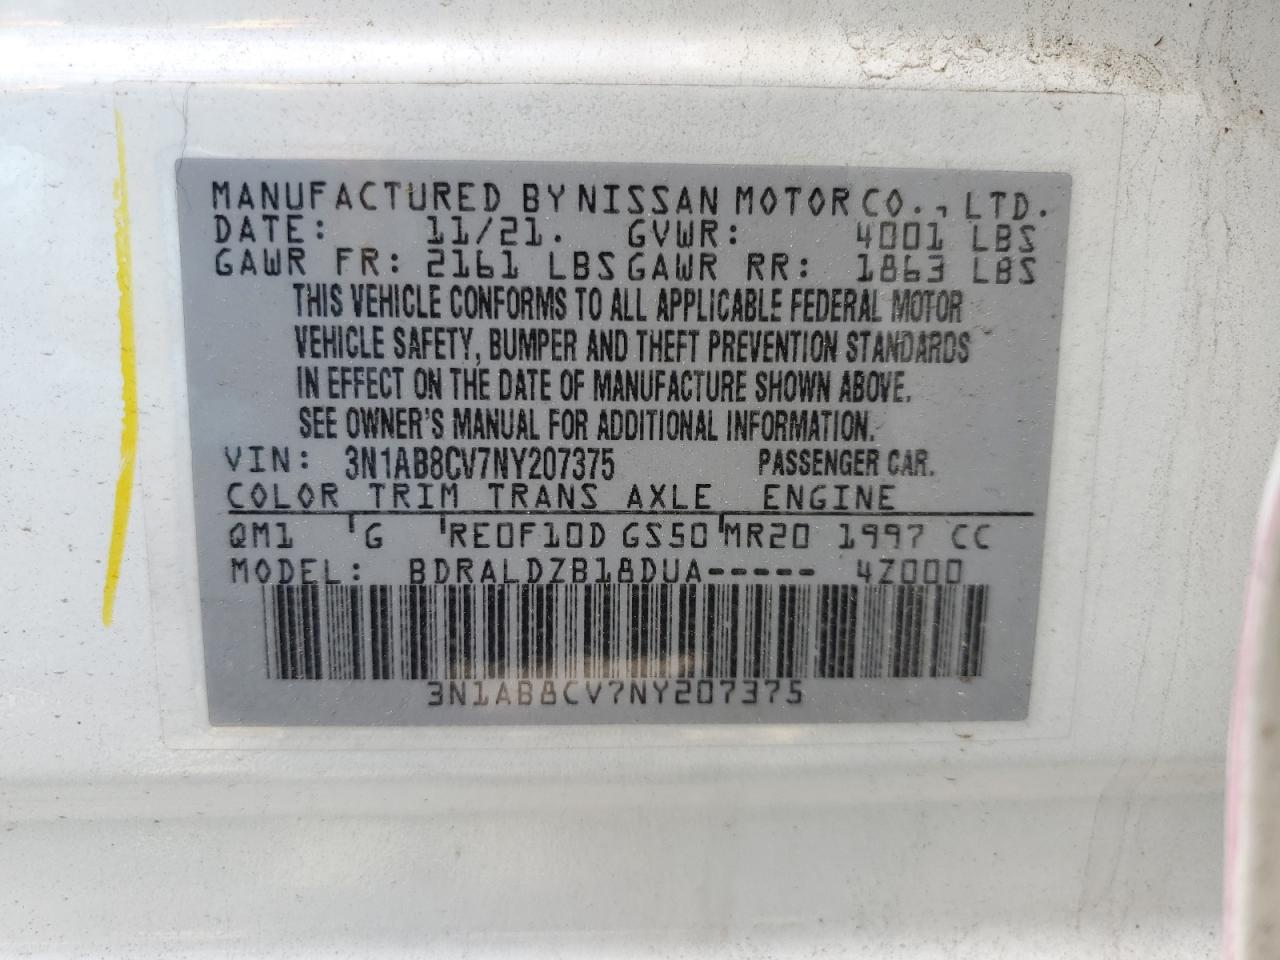 MANUFACTURED BY NISSAN MOTOR CO., LTD.
DATE: 11/21. GVWR: 4001 LBS
GAWR FR: 2161 LBS GAWR RR: 1863 LBS
THIS VEHICLE CONFORMS TO ALL APPLICABLE FEDERAL MOTOR
VEHICLE SAFETY, BUMPER AND THEFT PREVENTION STANDARDS
IN EFFECT ON THE DATE OF MANUFACTURE SHOWN ABOVE.
SEE OWNER'S MANUAL FOR ADDITIONAL INFORMATION.
VIN: 3N1AB8CV7NY207375 PASSENGER CAR.
COLOR TRIM TRANS AXLE ENGINE
QM1 G RE0F10D GS50 MR20 1997 CC
MODEL: BDRALDZB18DUA----- 4Z000
3N1AB8CV7NY207375